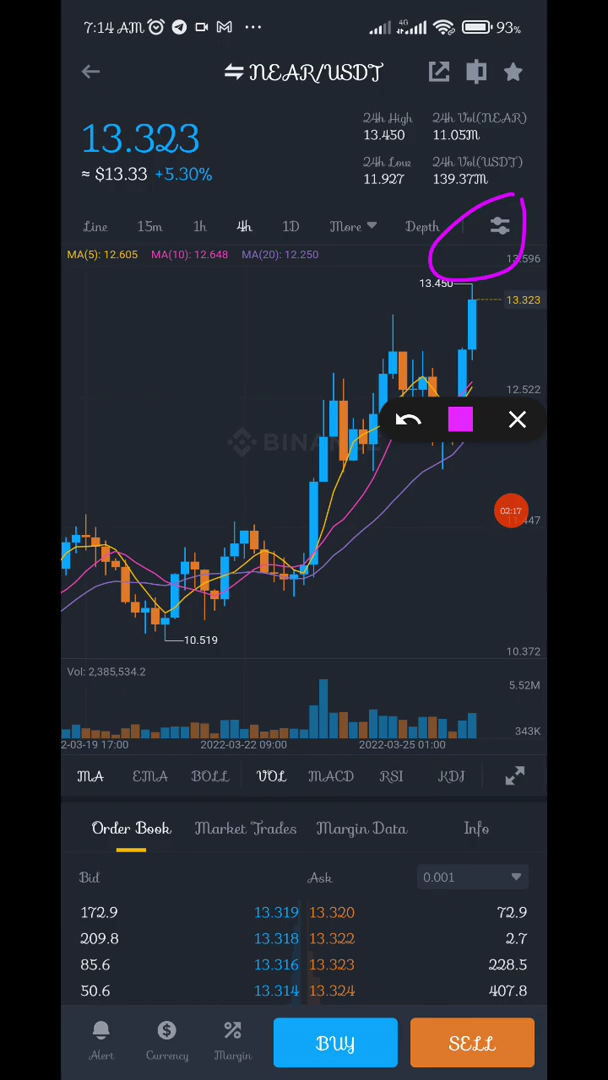 7:14 AM ... 4G 93%
NEAR/USDT
13.323
≈ $13.33 +5.30%
24h High 24h Vol(NEAR)
13.450 11.05M
24h Low 24h Vol(USDT)
11.927 139.37M
Line 15m 1h 4h 1D More Depth
MA(5): 12.605 MA(10): 12.648 MA(20): 12.250
13.596
13.450
13.323
12.522
BINAN
02:17
10.519
10.372
Vol: 2,385,534.2
5.52M
343K
2-03-19 17:00 2022-03-22 09:00 2022-03-25 01:00
MA EMA BOLL VOL MACD RSI KDJ
Order Book Market Trades Margin Data Info
Bid Ask 0.001
172.9 13.319 13.320 72.9
209.8 13.318 13.322 2.7
85.6 13.316 13.323 228.5
50.6 13.314 13.324 407.8
Alert Currency Margin BUY SELL